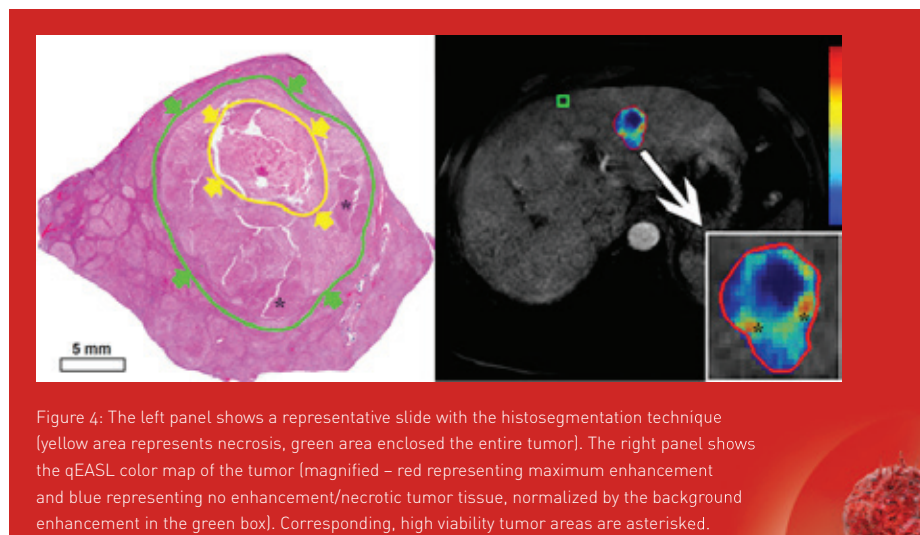 *
*
5 mm
*
*
Figure 4: The left panel shows a representative slide with the histosegmentation technique
(yellow area represents necrosis, green area enclosed the entire tumor). The right panel shows
the qEASL color map of the tumor (magnified – red representing maximum enhancement
and blue representing no enhancement/necrotic tumor tissue, normalized by the background
enhancement in the green box). Corresponding, high viability tumor areas are asterisked.